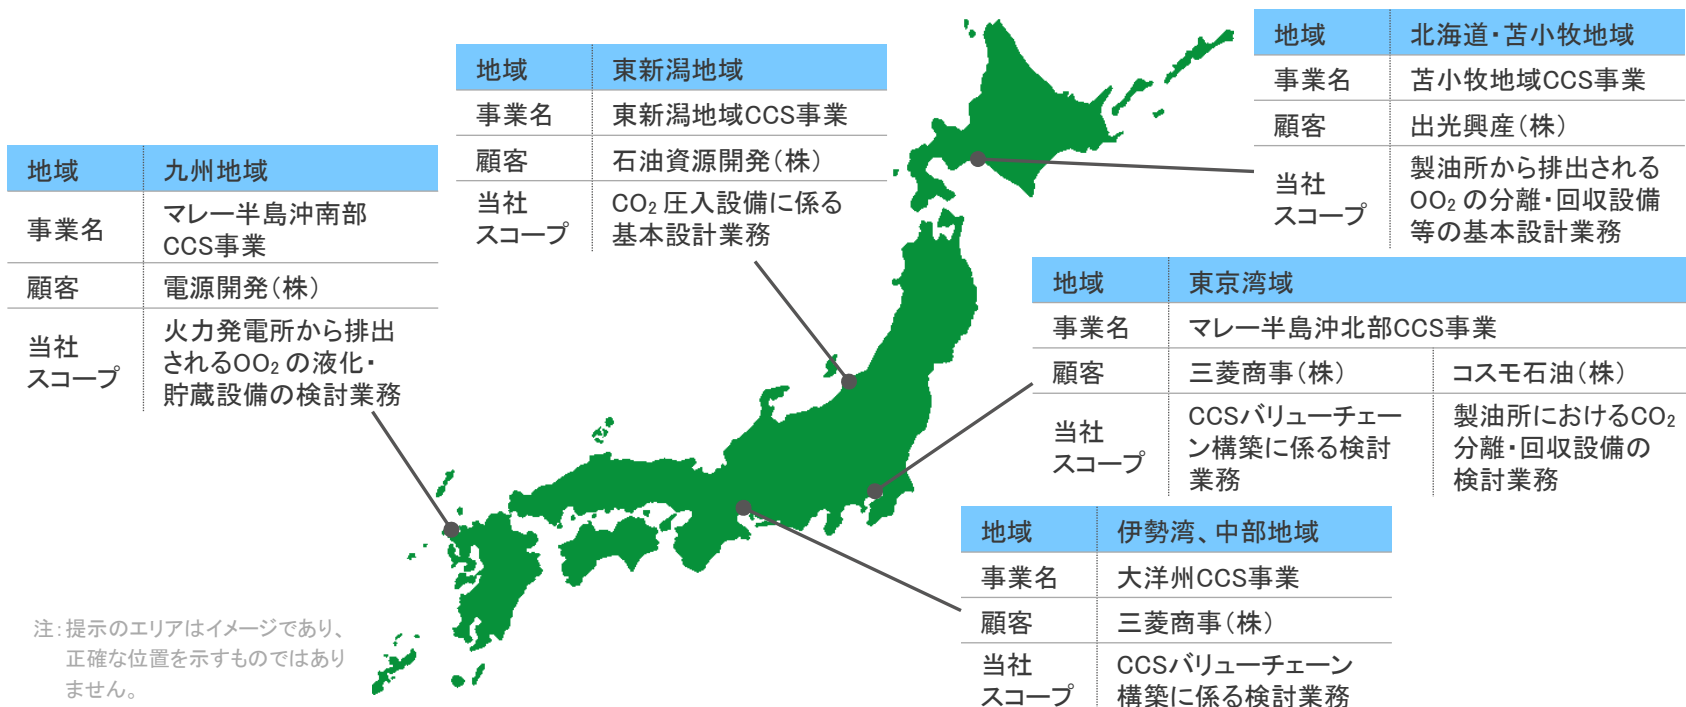 地域 九州地域
事業名 マレー半島沖南部
CCS事業
顧客 電源開発（株）
当社
スコープ
火力発電所から排出
されるOO₂ の液化・
貯蔵設備の検討業務
地域 東新潟地域
事業名 東新潟地域CCS事業
顧客 石油資源開発（株）
当社
スコープ
CO₂ 圧入設備に係る
基本設計業務
地域 北海道・苫小牧地域
事業名 苫小牧地域CCS事業
顧客 出光興産（株）
当社
スコープ
製油所から排出される
OO₂ の分離・回収設備
等の基本設計業務
地域 東京湾域
事業名 マレー半島沖北部CCS事業
顧客 三菱商事（株） コスモ石油（株）
当社
スコープ
CCSバリューチェー
ン構築に係る検討
業務
製油所におけるCO₂
分離・回収設備の
検討業務
地域 伊勢湾、中部地域
事業名 大洋州CCS事業
顧客 三菱商事（株）
当社
スコープ
CCSバリューチェーン
構築に係る検討業務
注：提示のエリアはイメージであり、
正確な位置を示すものではあり
ません。